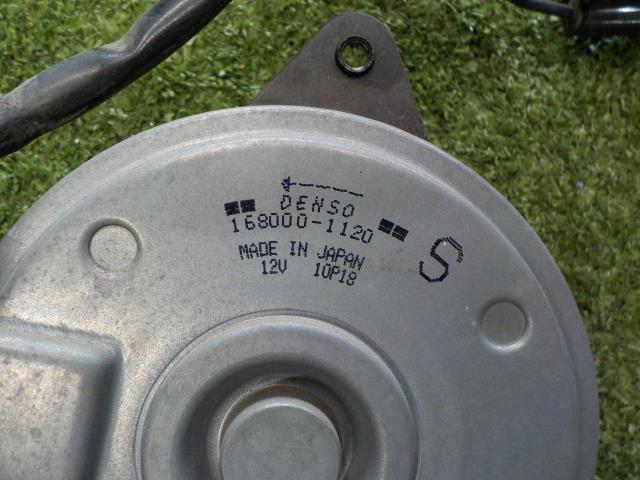 DENSO
168000-1120
MADE IN JAPAN
12V 10P18
S